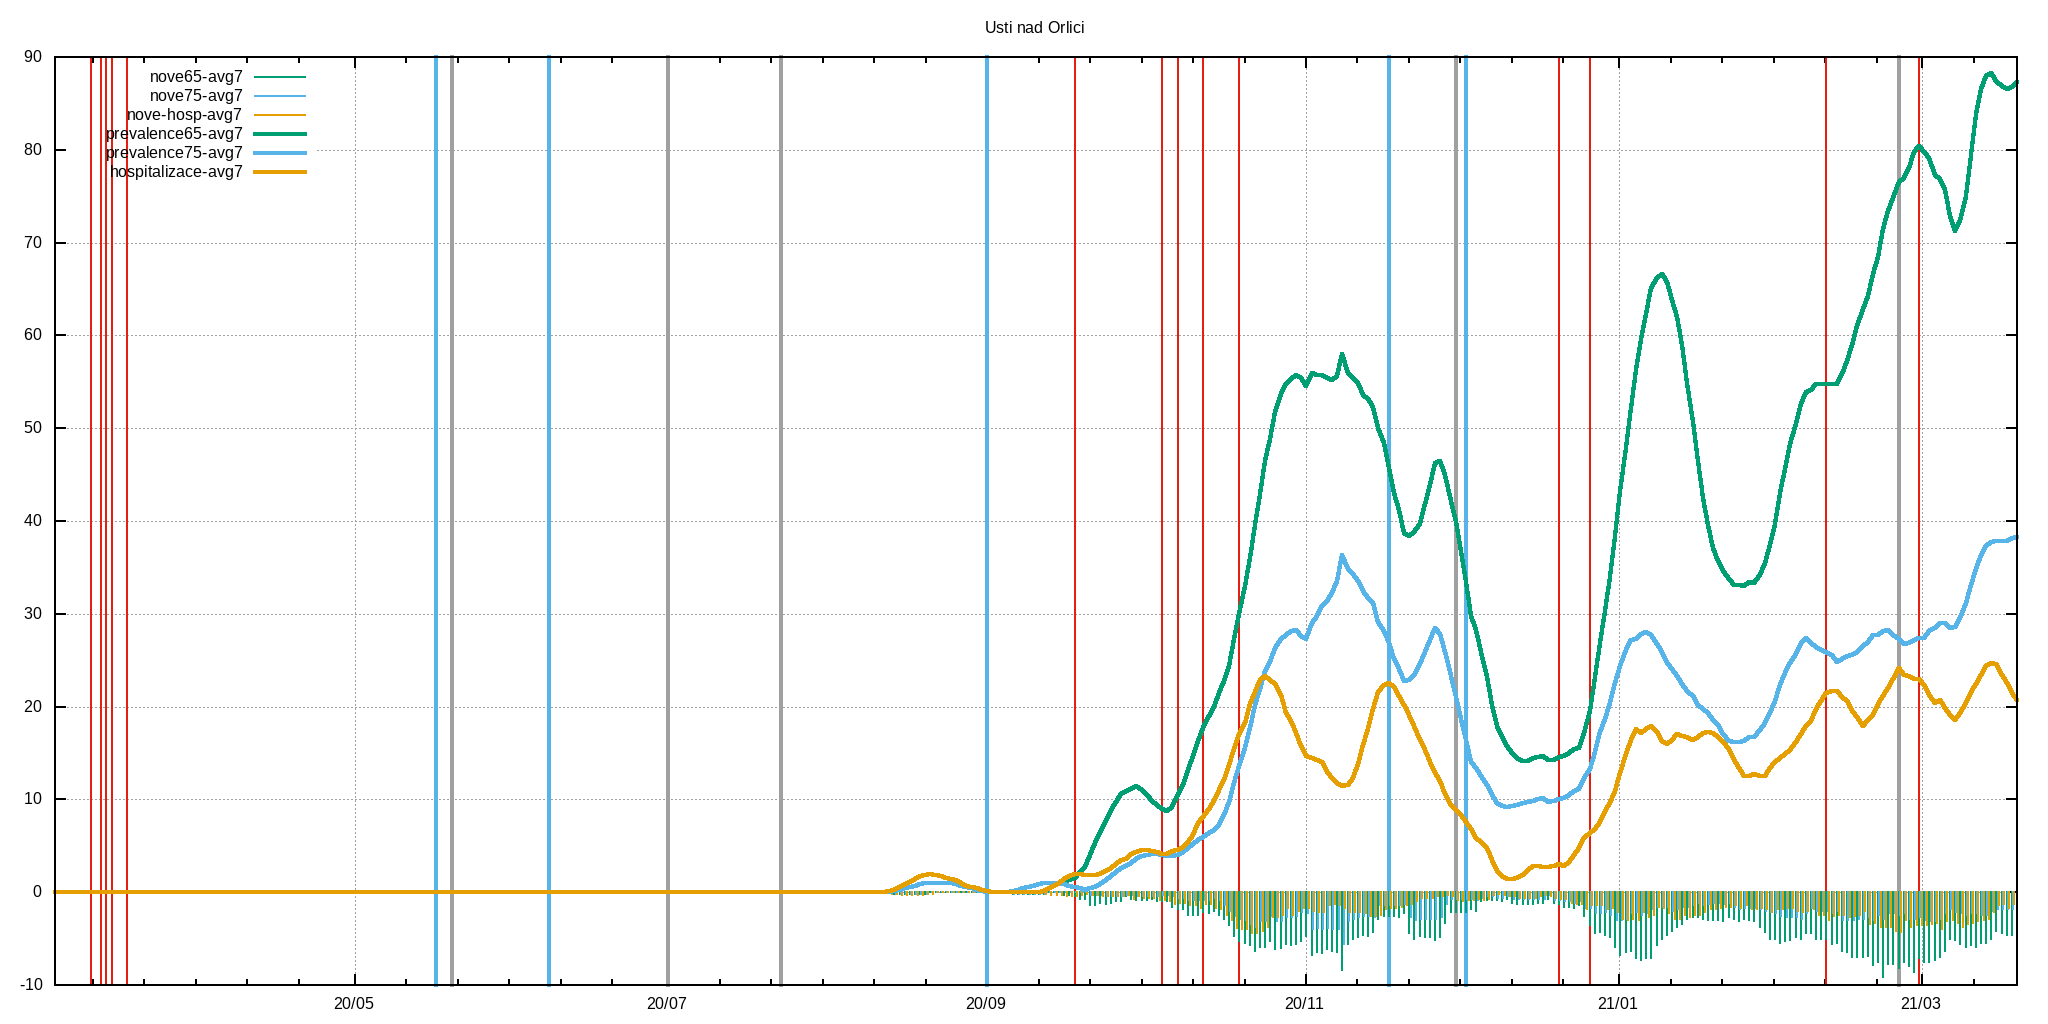 Usti nad Orlici
90
80
70
60
50
40
30
20
10
0
-10
nove65-avg7
nove75-avg7
nove-hosp-avg7
prevalence65-avg7
prevalence75-avg7
hospitalizace-avg7
20/05 20/07 20/09 20/11 21/01 21/03